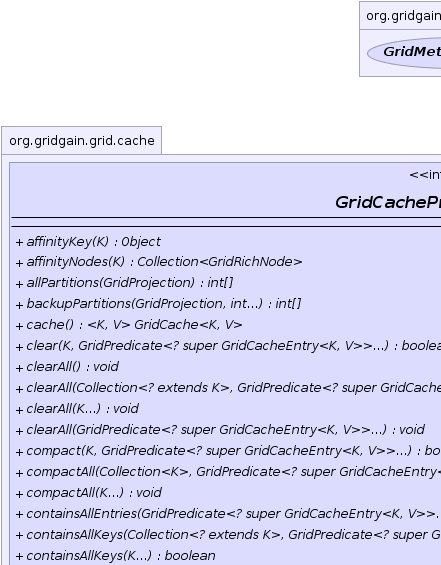 org.gridgain
GridMet
org.gridgain.grid.cache
<<int
GridCachePr
+ affinityKey(K) : Object
+ affinityNodes(K) : Collection<GridRichNode>
+ allPartitions(GridProjection) : int[]
+ backupPartitions(GridProjection, int...) : int[]
+ cache() : <K, V> GridCache<K, V>
+ clear(K, GridPredicate<? super GridCacheEntry<K, V>>...) : boolea
+ clearAll() : void
+ clearAll(Collection<? extends K>, GridPredicate<? super GridCache
+ clearAll(K...) : void
+ clearAll(GridPredicate<? super GridCacheEntry<K, V>>...) : void
+ compact(K, GridPredicate<? super GridCacheEntry<K, V>>...) : bo
+ compactAll(Collection<K>, GridPredicate<? super GridCacheEntry<
+ compactAll(K...) : void
+ containsAllEntries(GridPredicate<? super GridCacheEntry<K, V>>.
+ containsAllKeys(Collection<? extends K>, GridPredicate<? super G
+ containsAllKeys(K...) : boolean